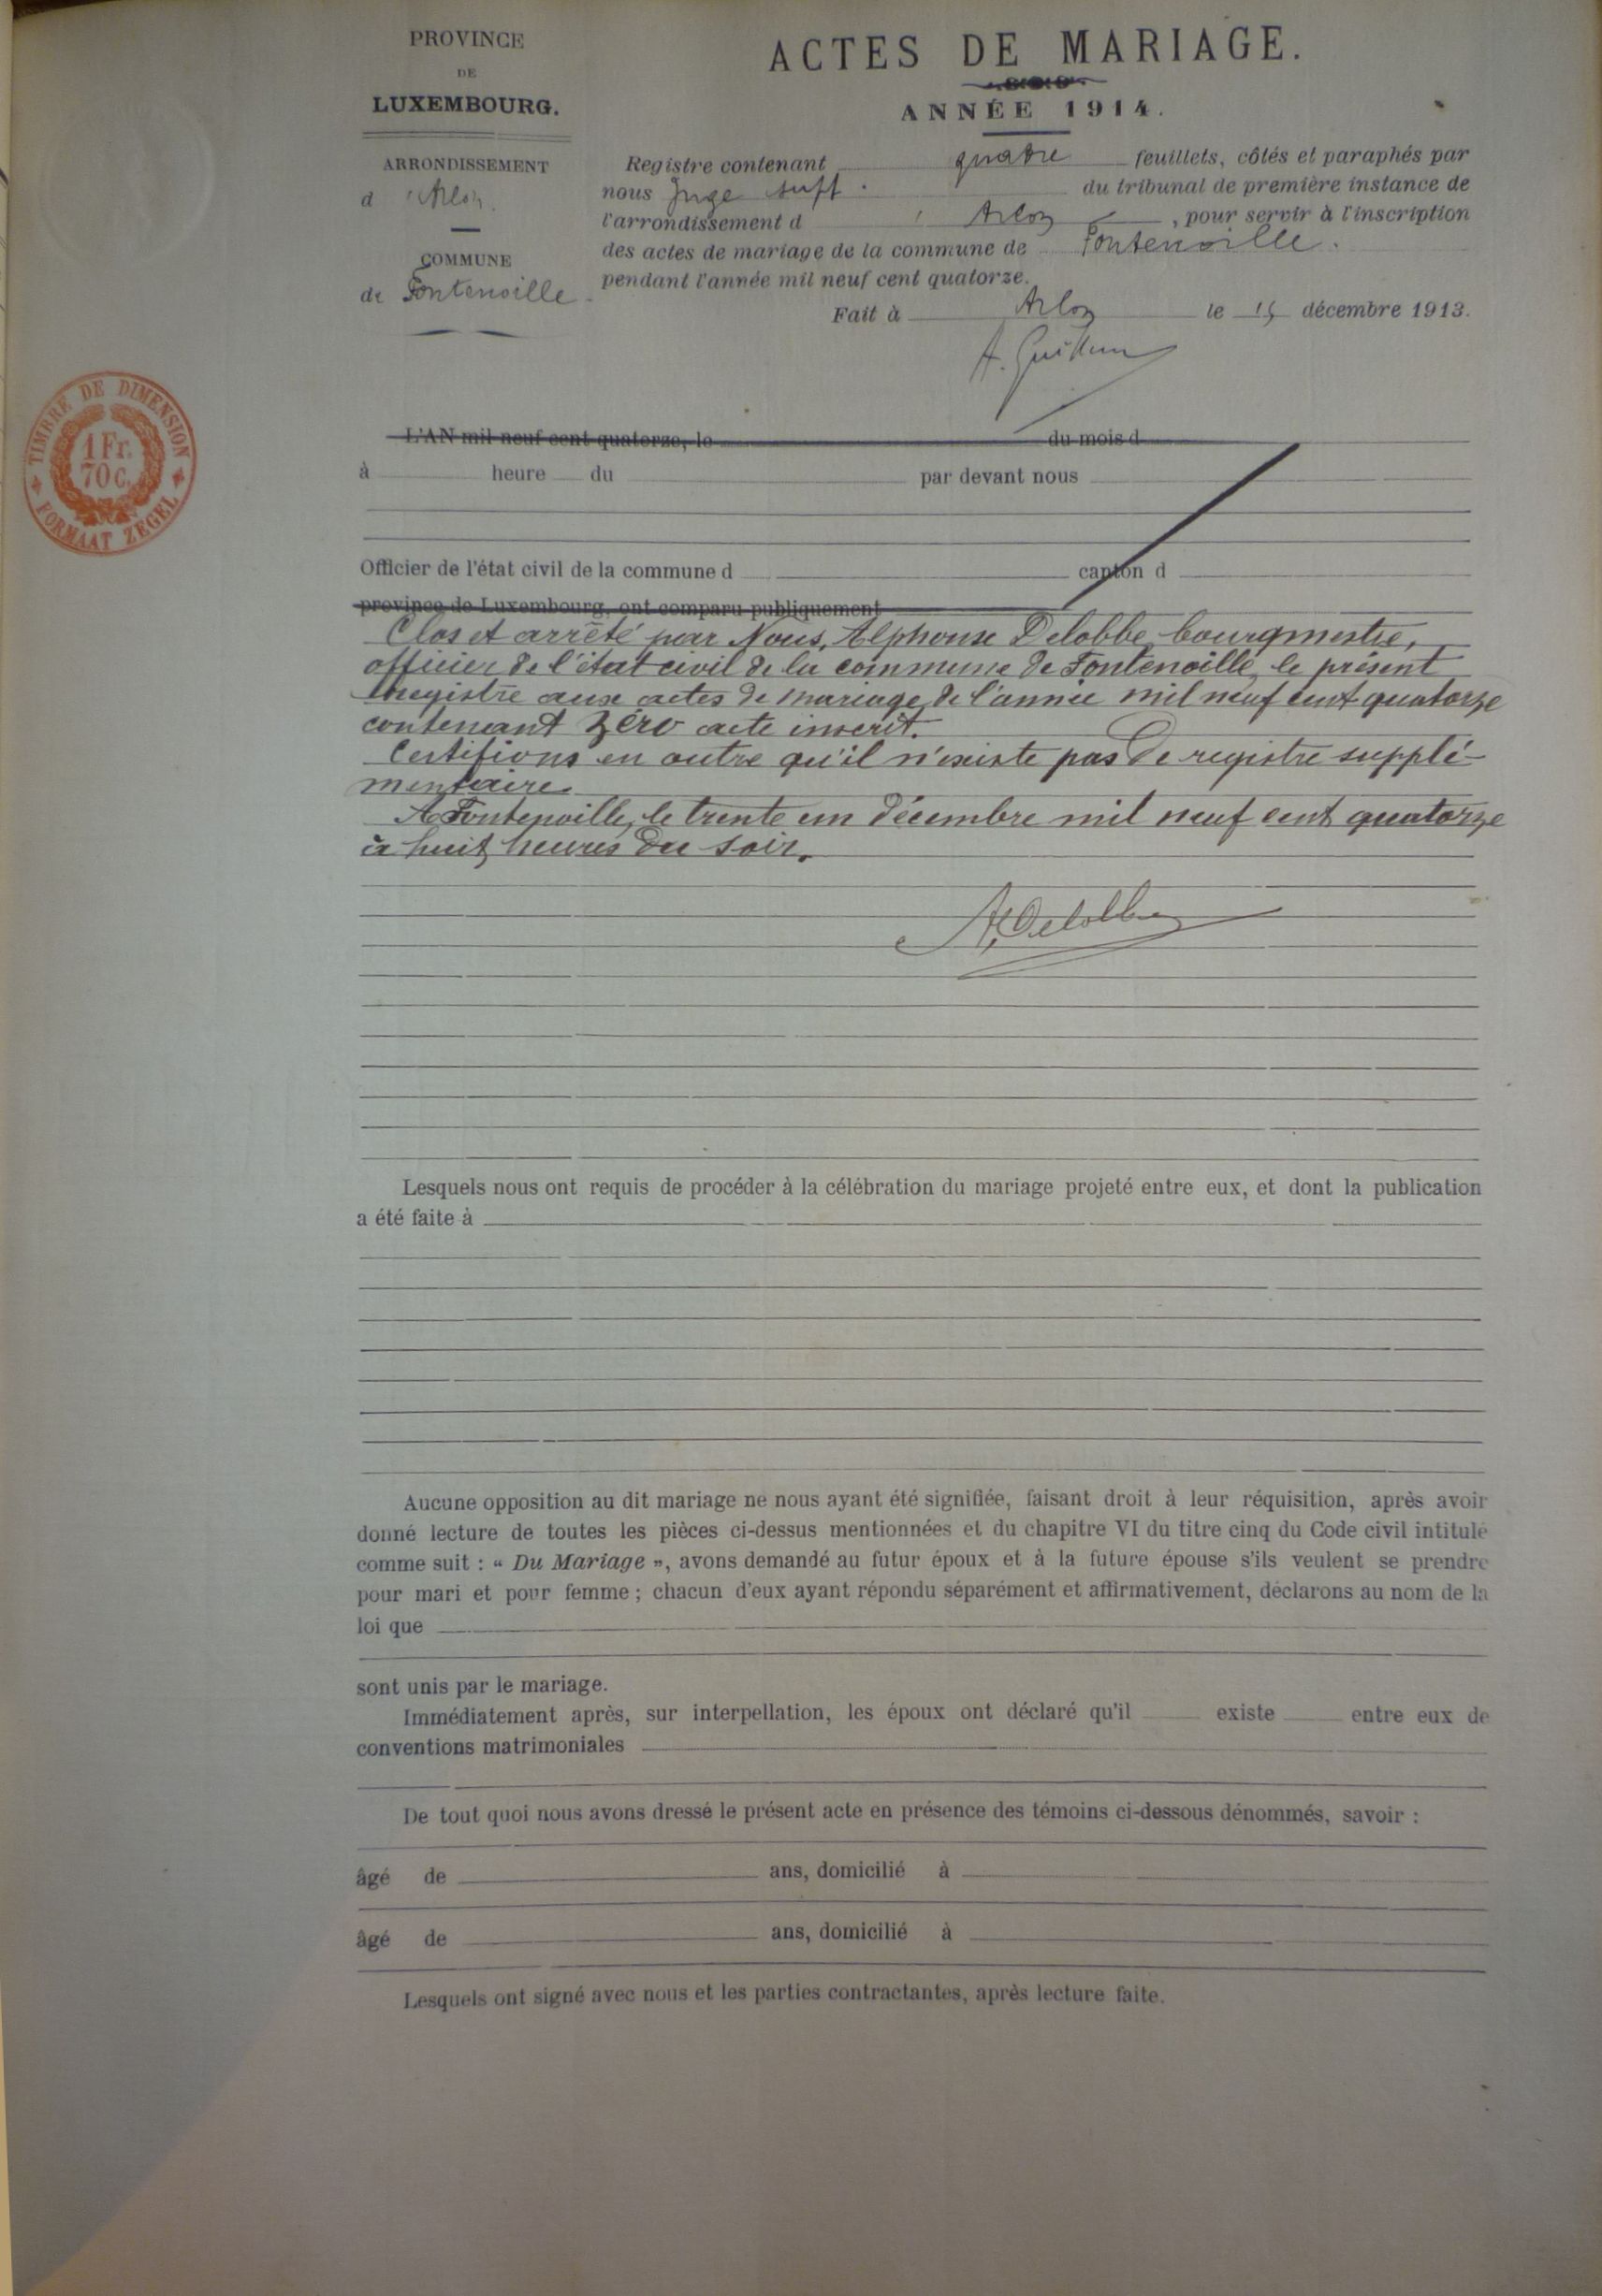 PROVINCE
DE
LUXEMBOURG.
ARRONDISSEMENT
d'Arlon.
COMMUNE
de Fontenoille.
TIMBRE DE DIMENSION
1 Fr.
70 c.
FORMAAT ZEGEL
ACTES DE MARIAGE.
ANNÉE 1914.
Registre contenant quatre feuillets, côtés et paraphés par
nous Juge supt. du tribunal de première instance de
l'arrondissement d'Arlon, pour servir à l'inscription
des actes de mariage de la commune de Fontenoille.
pendant l'année mil neuf cent quatorze.
Fait à Arlon le 15 décembre 1913.
L'AN mil neuf cent quatorze, le du mois d
à heure du par devant nous
Officier de l'état civil de la commune d canton d
province de Luxembourg, ont comparu publiquement
Clos et arrêté par Nous, Alphonse Delobbe, bourgmestre,
officier de l'état civil de la commune de Fontenoille, le présent
registre aux actes de mariage de l'année mil neuf cent quatorze
contenant zéro acte inscrit.
Certifions en outre qu'il n'existe pas de registre supplé-
mentaire.
A Fontenoille, le trente un décembre mil neuf cent quatorze
à huit heures du soir.
A. Delobbe
Lesquels nous ont requis de procéder à la célébration du mariage projeté entre eux, et dont la publication
a été faite à
Aucune opposition au dit mariage ne nous ayant été signifiée, faisant droit à leur réquisition, après avoir
donné lecture de toutes les pièces ci-dessus mentionnées et du chapitre VI du titre cinq du Code civil intitulé
comme suit : « Du Mariage », avons demandé au futur époux et à la future épouse s'ils veulent se prendre
pour mari et pour femme ; chacun d'eux ayant répondu séparément et affirmativement, déclarons au nom de la
loi que
sont unis par le mariage.
Immédiatement après, sur interpellation, les époux ont déclaré qu'il existe entre eux de
conventions matrimoniales
De tout quoi nous avons dressé le présent acte en présence des témoins ci-dessous dénommés, savoir :
âgé de ans, domicilié à
âgé de ans, domicilié à
Lesquels ont signé avec nous et les parties contractantes, après lecture faite.